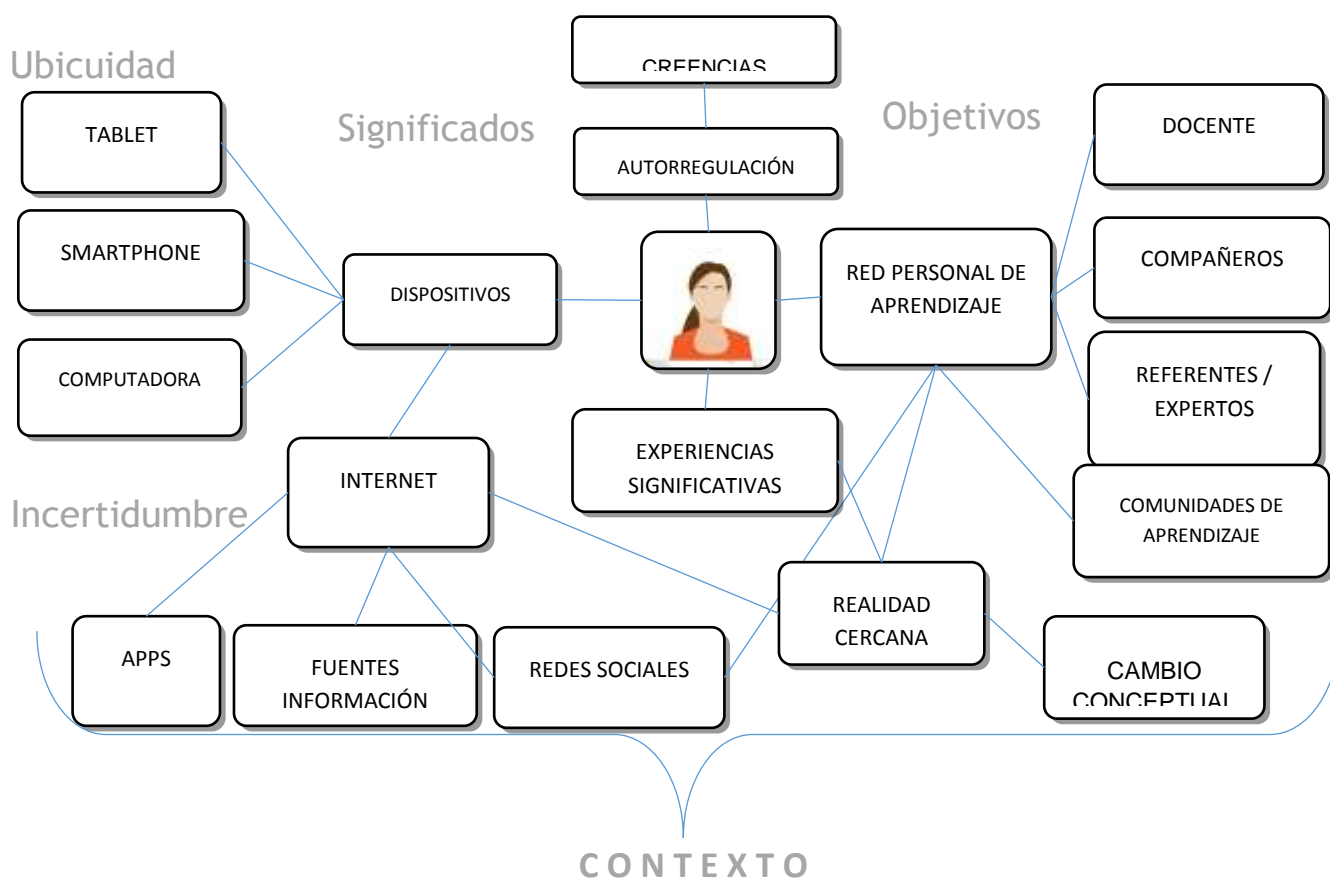 Ubicuidad
CREENCIAS
TABLET
Significados
Objetivos
DOCENTE
AUTORREGULACIÓN
SMARTPHONE
DISPOSITIVOS
RED PERSONAL DE
APRENDIZAJE
COMPAÑEROS
COMPUTADORA
REFERENTES /
EXPERTOS
INTERNET
EXPERIENCIAS
SIGNIFICATIVAS
Incertidumbre
COMUNIDADES DE
APRENDIZAJE
REALIDAD
CERCANA
APPS
FUENTES
INFORMACIÓN
REDES SOCIALES
CAMBIO
CONCEPTUAL
CONTEXTO